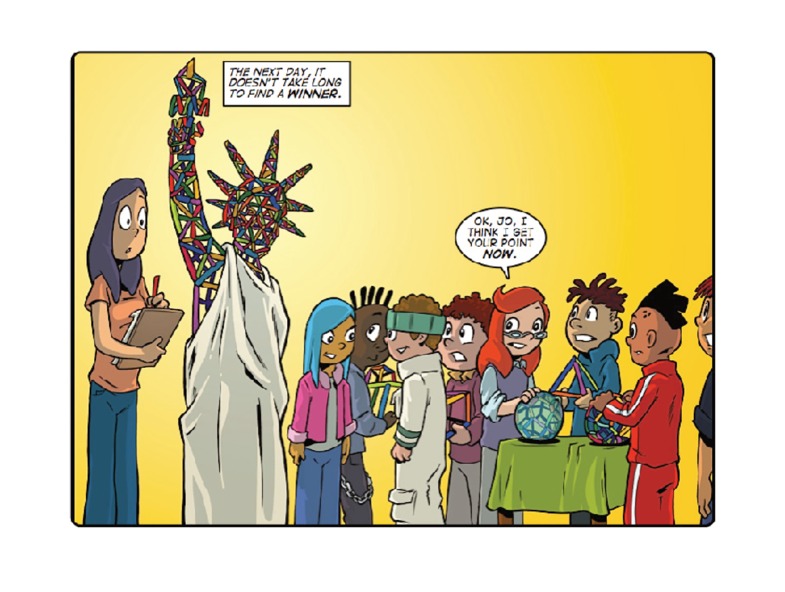 THE NEXT DAY, IT
DOESN'T TAKE LONG
TO FIND A WINNER.
OK, JO, I
THINK I GET
YOUR POINT
NOW.